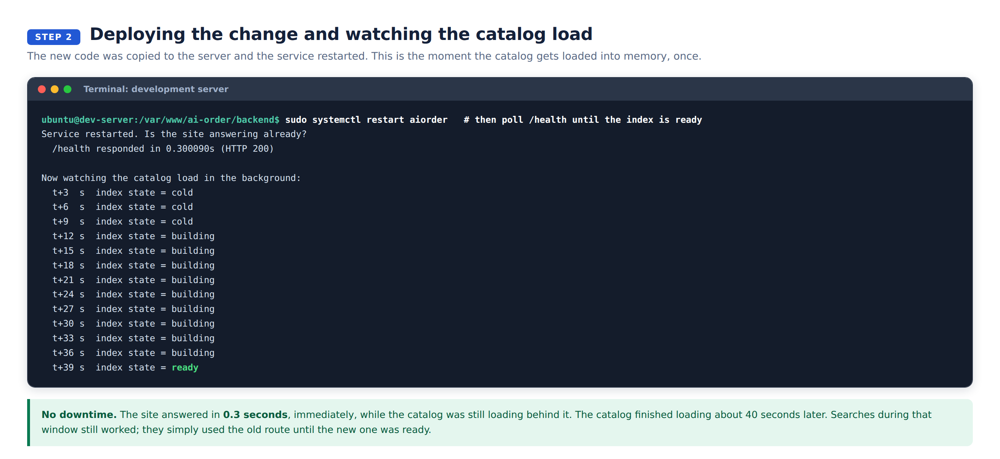 STEP 2 Deploying the change and watching the catalog load
The new code was copied to the server and the service restarted. This is the moment the catalog gets loaded into memory, once.
Terminal: development server
ubuntu@dev-server:/var/www/ai-order/backend$ sudo systemctl restart aiorder   # then poll /health until the index is ready
Service restarted. Is the site answering already?
  /health responded in 0.300090s (HTTP 200)
Now watching the catalog load in the background:
  t+3  s  index state = cold
  t+6  s  index state = cold
  t+9  s  index state = cold
  t+12 s  index state = building
  t+15 s  index state = building
  t+18 s  index state = building
  t+21 s  index state = building
  t+24 s  index state = building
  t+27 s  index state = building
  t+30 s  index state = building
  t+33 s  index state = building
  t+36 s  index state = building
  t+39 s  index state = ready
No downtime. The site answered in 0.3 seconds, immediately, while the catalog was still loading behind it. The catalog finished loading about 40 seconds later. Searches during that
window still worked; they simply used the old route until the new one was ready.